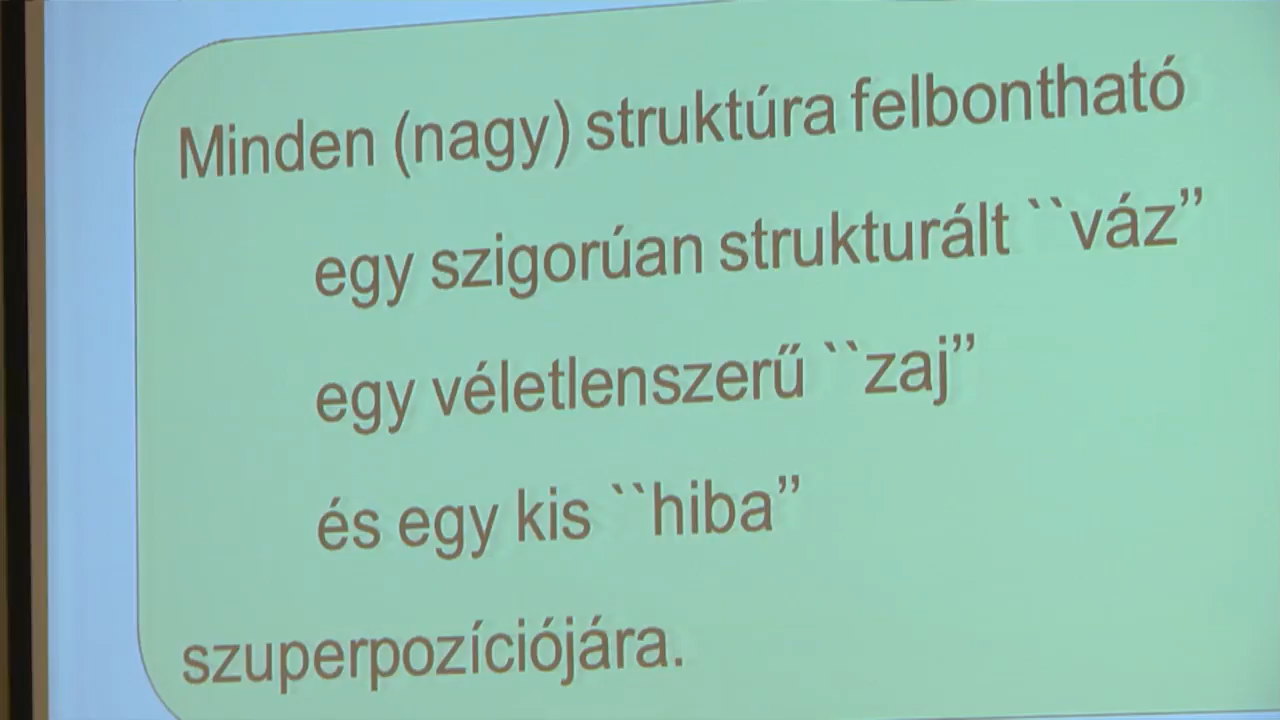 Minden (nagy) struktúra felbontható
egy szigorúan strukturált ``váz”
egy véletlenszerű ``zaj”
és egy kis ``hiba”
szuperpozíciójára.